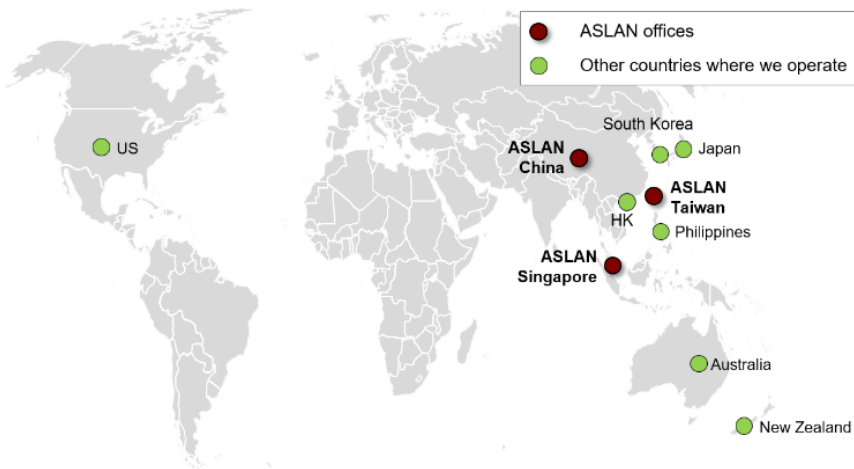 ASLAN offices
Other countries where we operate
South Korea
US
ASLAN
China
Japan
ASLAN
Taiwan
HK
Philippines
ASLAN
Singapore
Australia
New Zealand